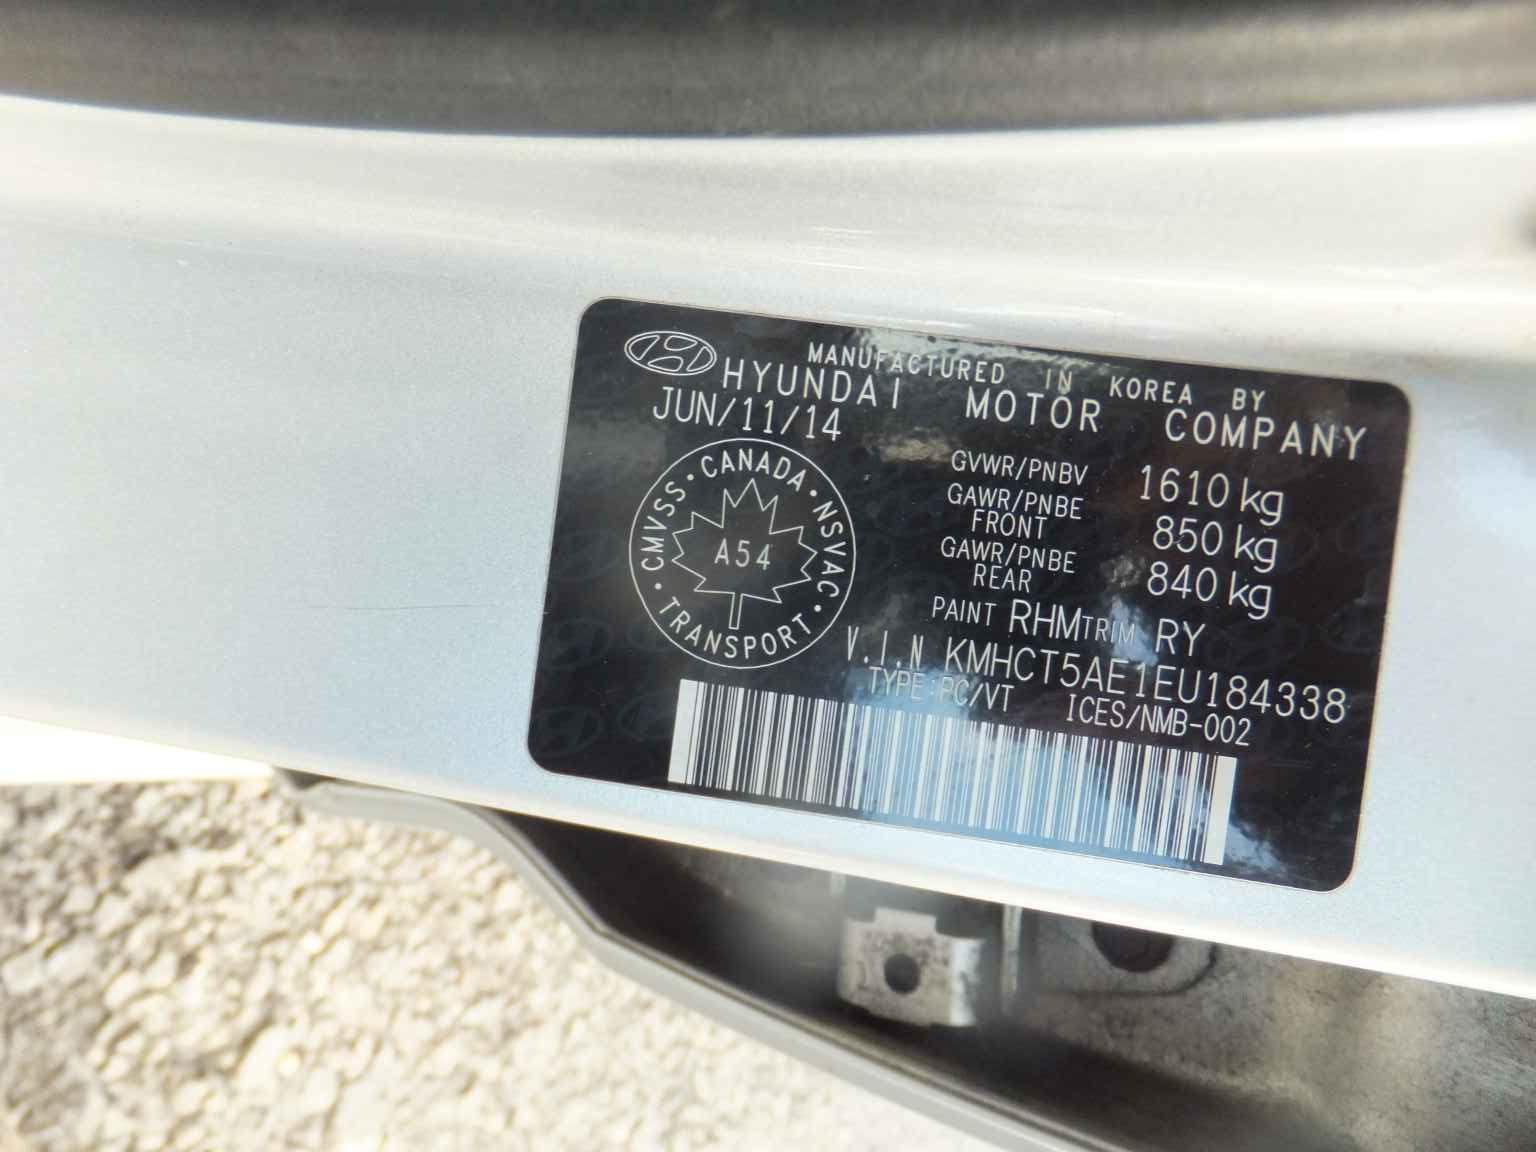 MANUFACTURED IN KOREA BY
HYUNDAI MOTOR COMPANY
JUN/11/14
GVWR/PNBV 1610 kg
GAWR/PNBE FRONT 850 kg
GAWR/PNBE REAR 840 kg
CMVSS · CANADA · NSVAC · TRANSPORT ·
A54
PAINT RHM TRIM RY
V.I.N KMHCT5AE1EU184338
TYPE:PC/VT ICES/NMB-002